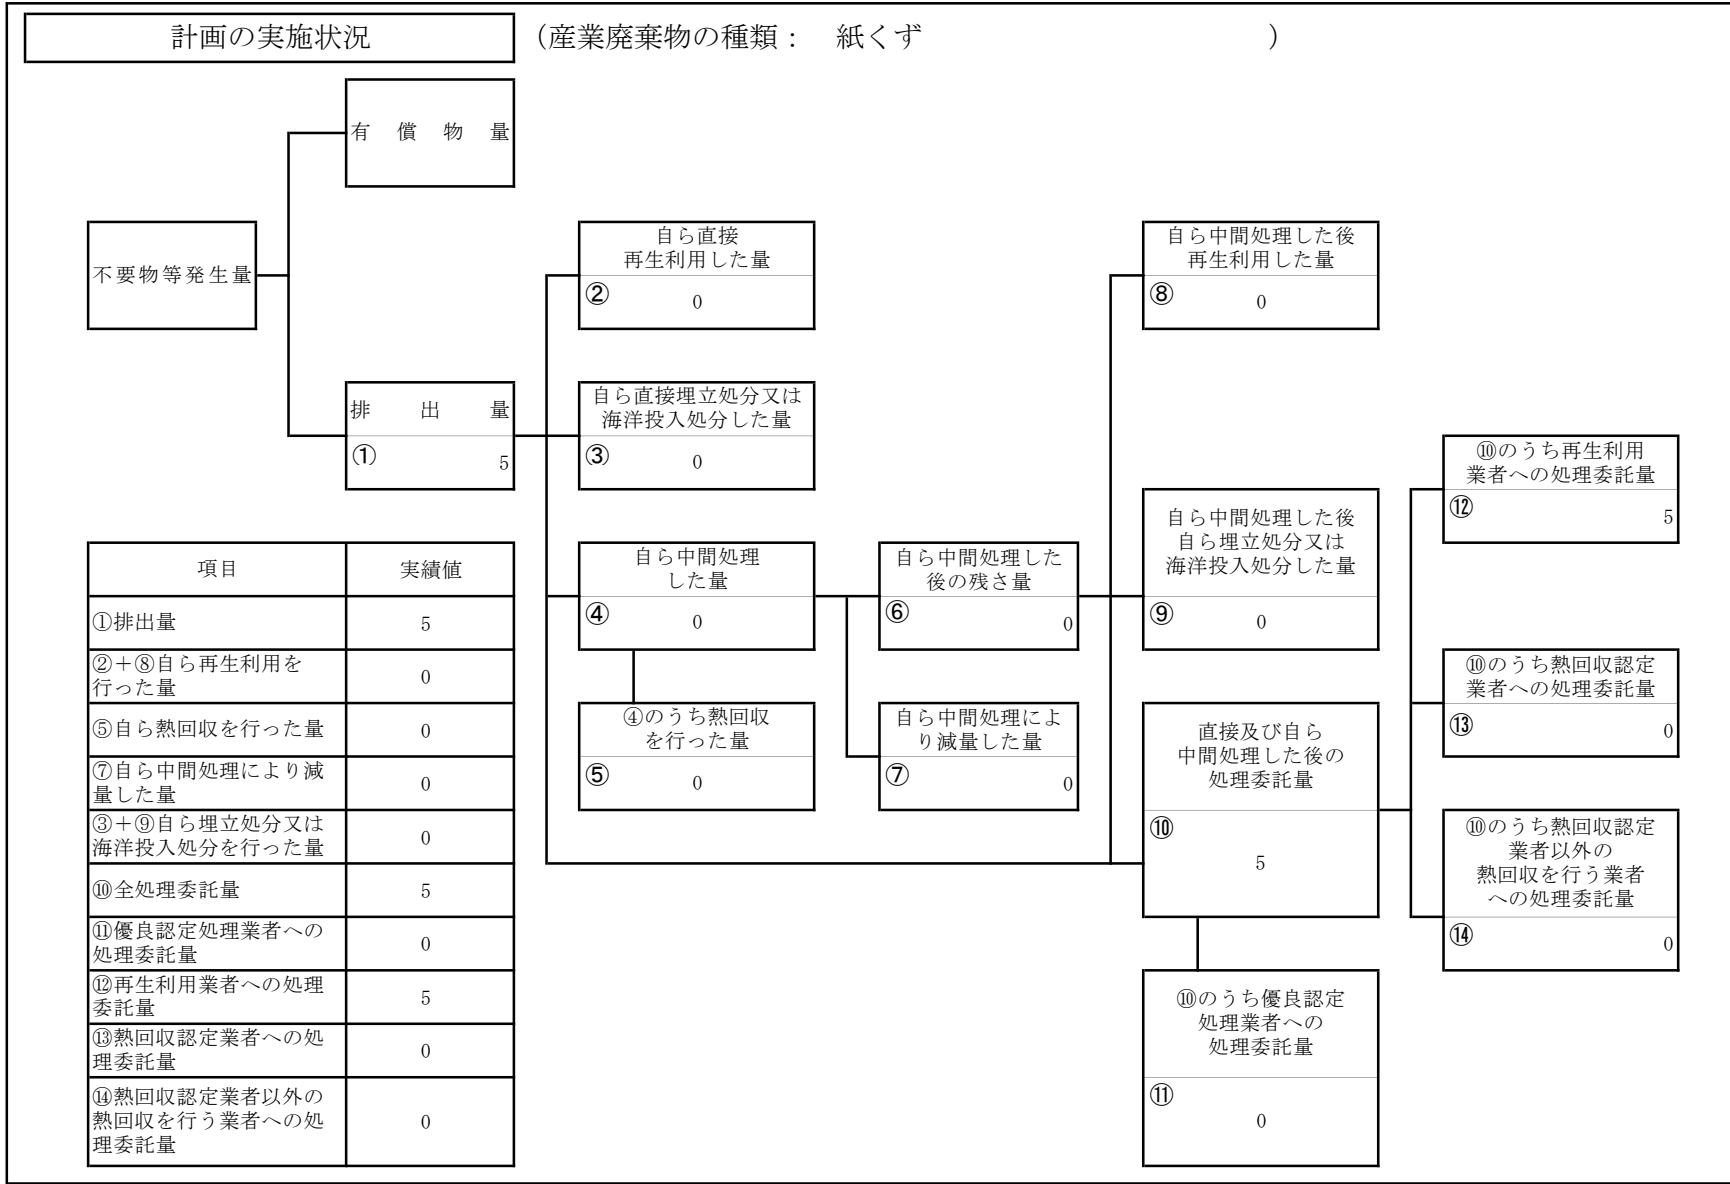 計画の実施状況
（産業廃棄物の種類： 紙くず ）
有償物量
不要物等発生量
排出量
①
5
自ら直接
再生利用した量
②
0
自ら直接埋立処分又は
海洋投入処分した量
③
0
自ら中間処理
した量
④
0
④のうち熱回収
を行った量
⑤
0
自ら中間処理した
後の残さ量
⑥
0
自ら中間処理によ
り減量した量
⑦
0
自ら中間処理した後
再生利用した量
⑧
0
自ら中間処理した後
自ら埋立処分又は
海洋投入処分した量
⑨
0
直接及び自ら
中間処理した後の
処理委託量
⑩
5
⑩のうち優良認定
処理業者への
処理委託量
⑪
0
⑩のうち再生利用
業者への処理委託量
⑫
5
⑩のうち熱回収認定
業者への処理委託量
⑬
0
⑩のうち熱回収認定
業者以外の
熱回収を行う業者
への処理委託量
⑭
0
項目 実績値
①排出量 5
②＋⑧自ら再生利用を
行った量 0
⑤自ら熱回収を行った量 0
⑦自ら中間処理により減
量した量 0
③＋⑨自ら埋立処分又は
海洋投入処分を行った量 0
⑩全処理委託量 5
⑪優良認定処理業者への
処理委託量 0
⑫再生利用業者への処理
委託量 5
⑬熱回収認定業者への処
理委託量 0
⑭熱回収認定業者以外の
熱回収を行う業者への処
理委託量 0